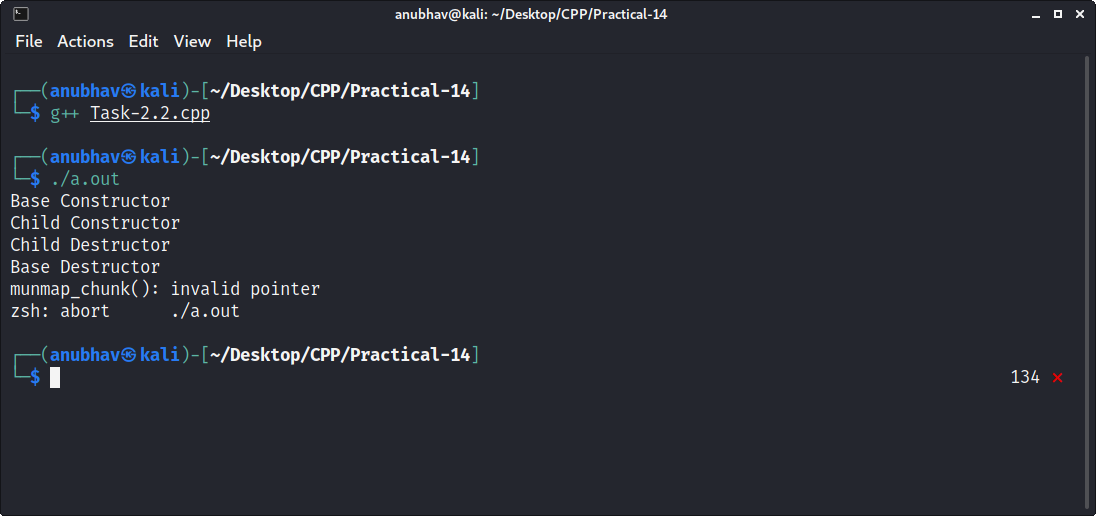 anubhav@kali: ~/Desktop/CPP/Practical-14
File Actions Edit View Help
┌──(anubhav㉿kali)-[~/Desktop/CPP/Practical-14]
└─$ g++ Task-2.2.cpp
┌──(anubhav㉿kali)-[~/Desktop/CPP/Practical-14]
└─$ ./a.out
Base Constructor
Child Constructor
Child Destructor
Base Destructor
munmap_chunk(): invalid pointer
zsh: abort      ./a.out
┌──(anubhav㉿kali)-[~/Desktop/CPP/Practical-14]
└─$ 134 ⨯